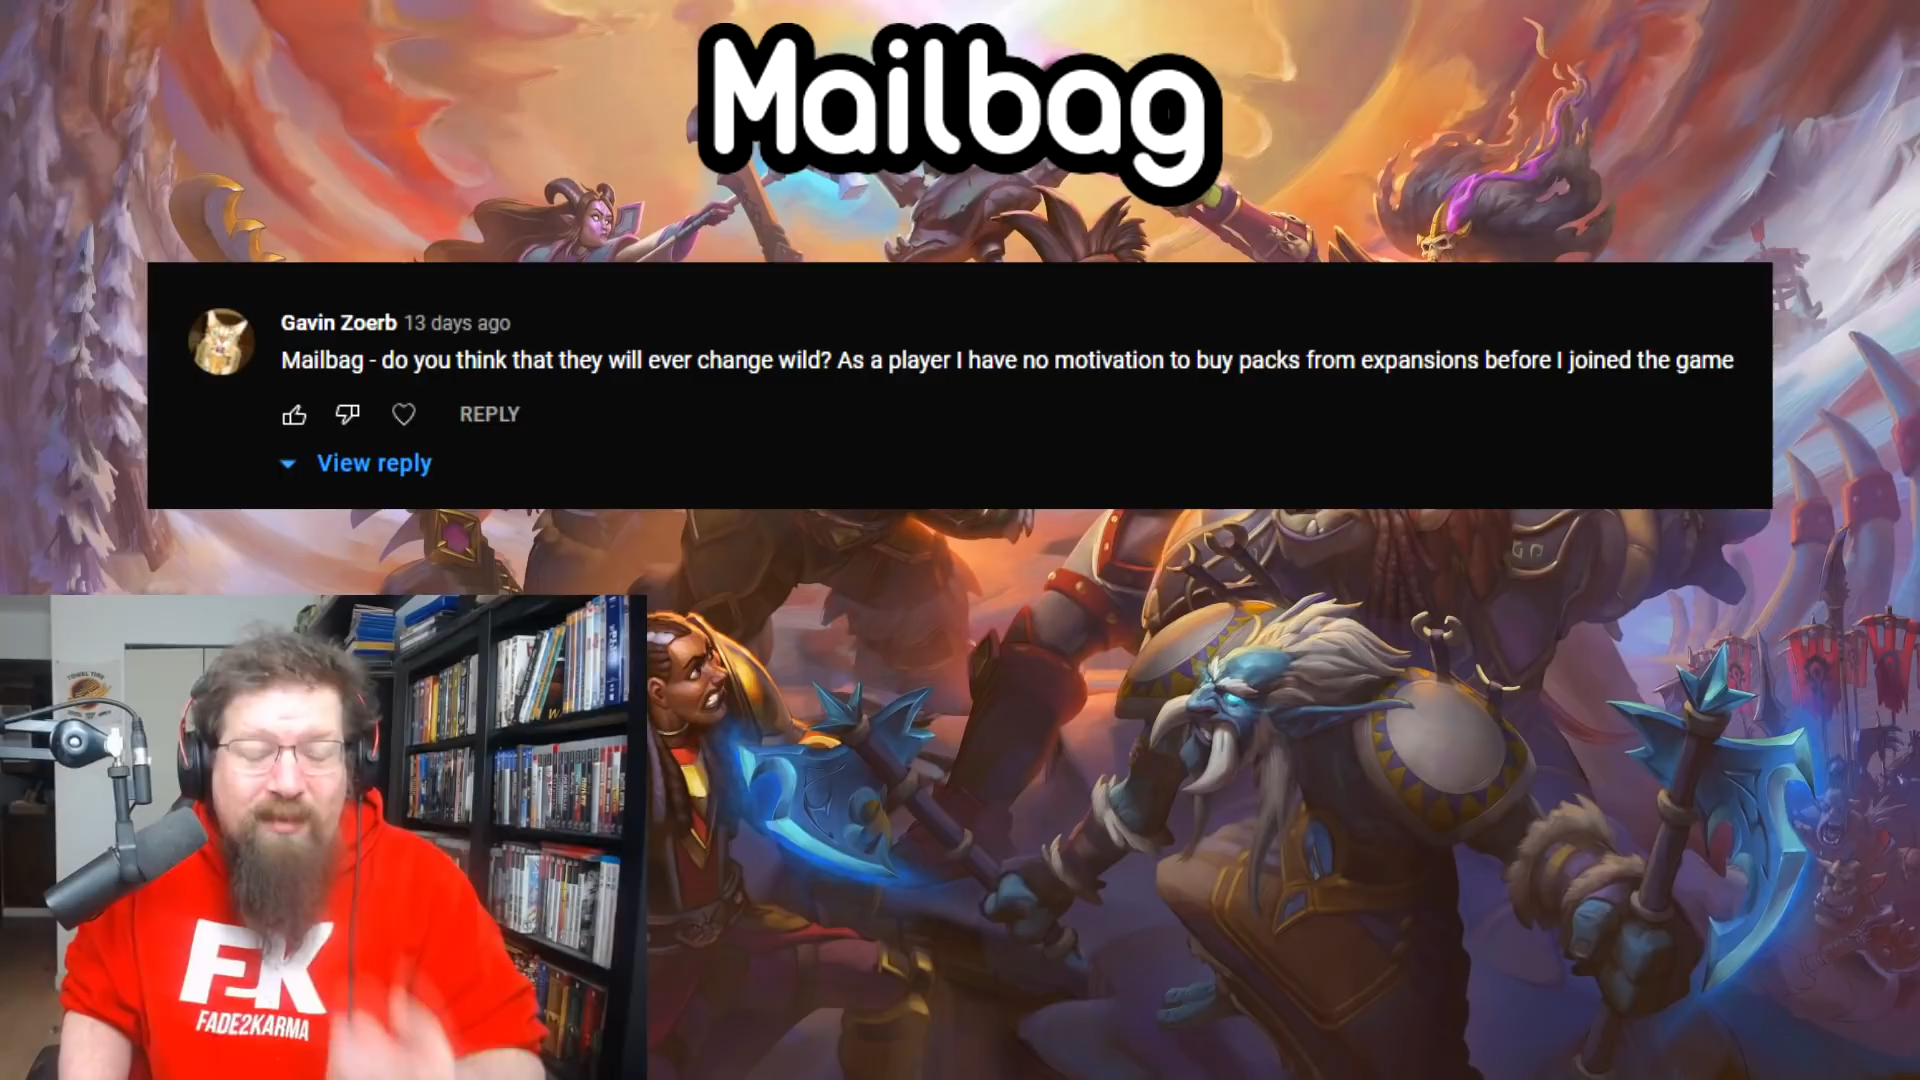 Mailbag
Gavin Zoerb 13 days ago
Mailbag - do you think that they will ever change wild? As a player I have no motivation to buy packs from expansions before I joined the game
REPLY
View reply
F2K
FADE2KARMA